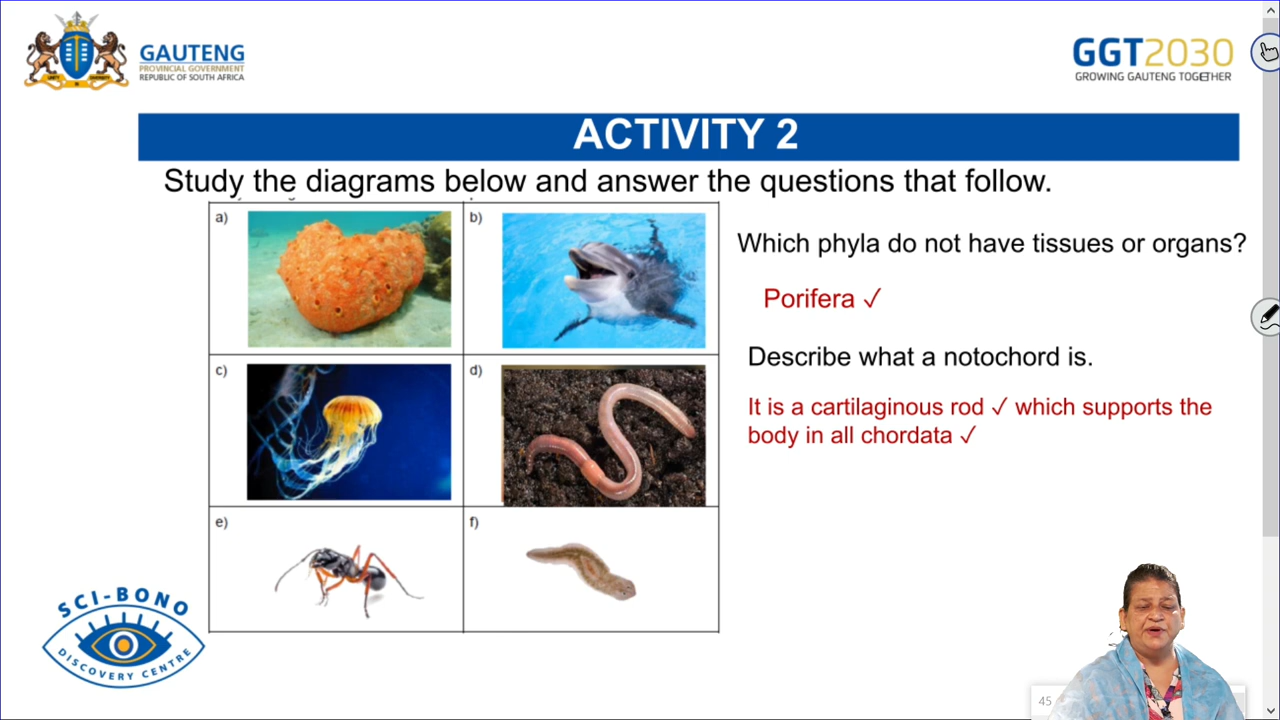 GAUTENG
PROVINCIAL GOVERNMENT
REPUBLIC OF SOUTH AFRICA
GGT2030
GROWING GAUTENG TOGETHER
ACTIVITY 2
Study the diagrams below and answer the questions that follow.
a)
b)
c)
d)
e)
f)
Which phyla do not have tissues or organs?
Porifera ✓
Describe what a notochord is.
It is a cartilaginous rod ✓ which supports the
body in all chordata ✓
SCI-BONO
DISCOVERY CENTRE
45